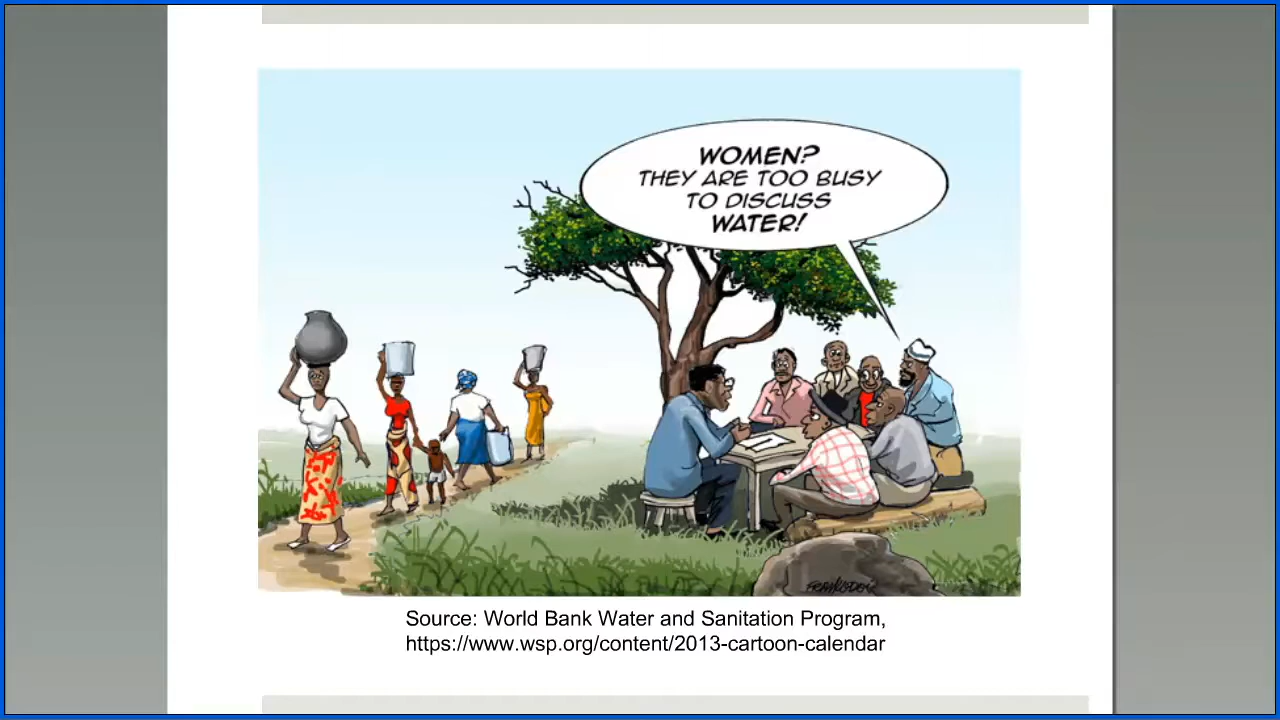 WOMEN?
THEY ARE TOO BUSY
TO DISCUSS
WATER!
Source: World Bank Water and Sanitation Program,
https://www.wsp.org/content/2013-cartoon-calendar